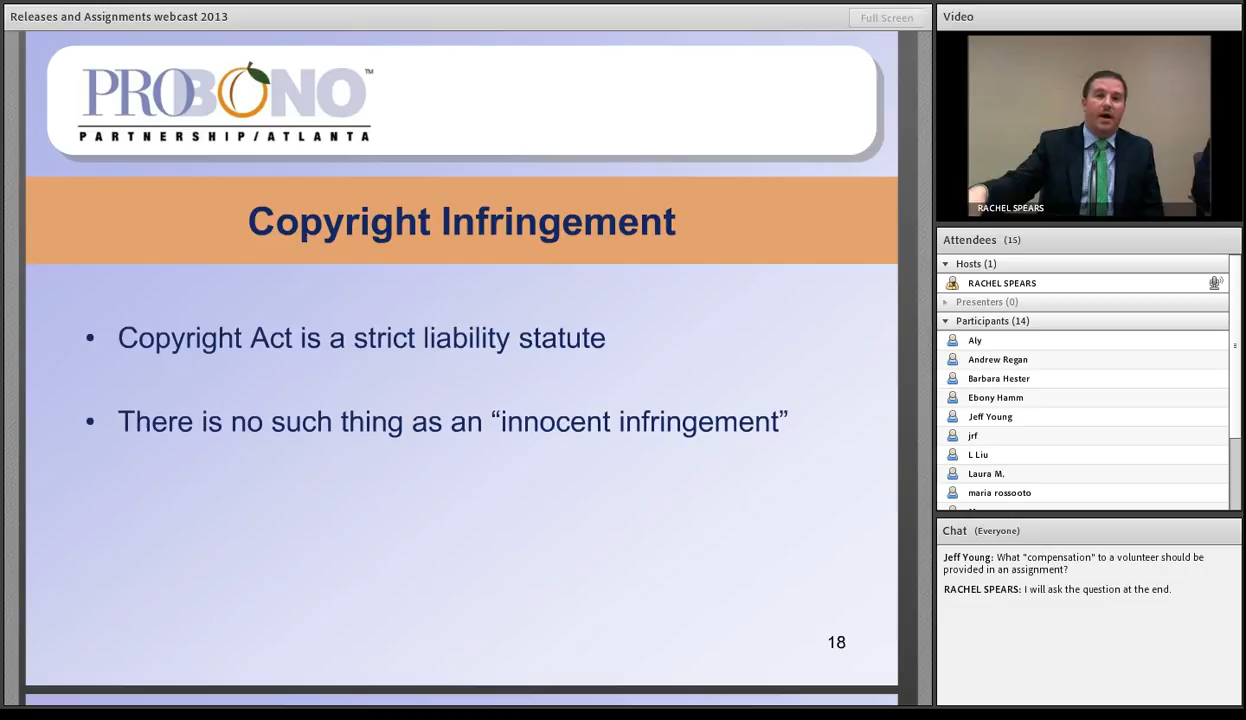 Releases and Assignments webcast 2013
Full Screen
PROBONO™
PARTNERSHIP/ATLANTA
Copyright Infringement
• Copyright Act is a strict liability statute
• There is no such thing as an “innocent infringement”
18
Video
RACHEL SPEARS
Attendees (15)
Hosts (1)
RACHEL SPEARS
Presenters (0)
Participants (14)
Aly
Andrew Regan
Barbara Hester
Ebony Hamm
Jeff Young
jrf
L Liu
Laura M.
maria rossooto
Chat (Everyone)
Jeff Young: What "compensation" to a volunteer should be
provided in an assignment?
RACHEL SPEARS: I will ask the question at the end.